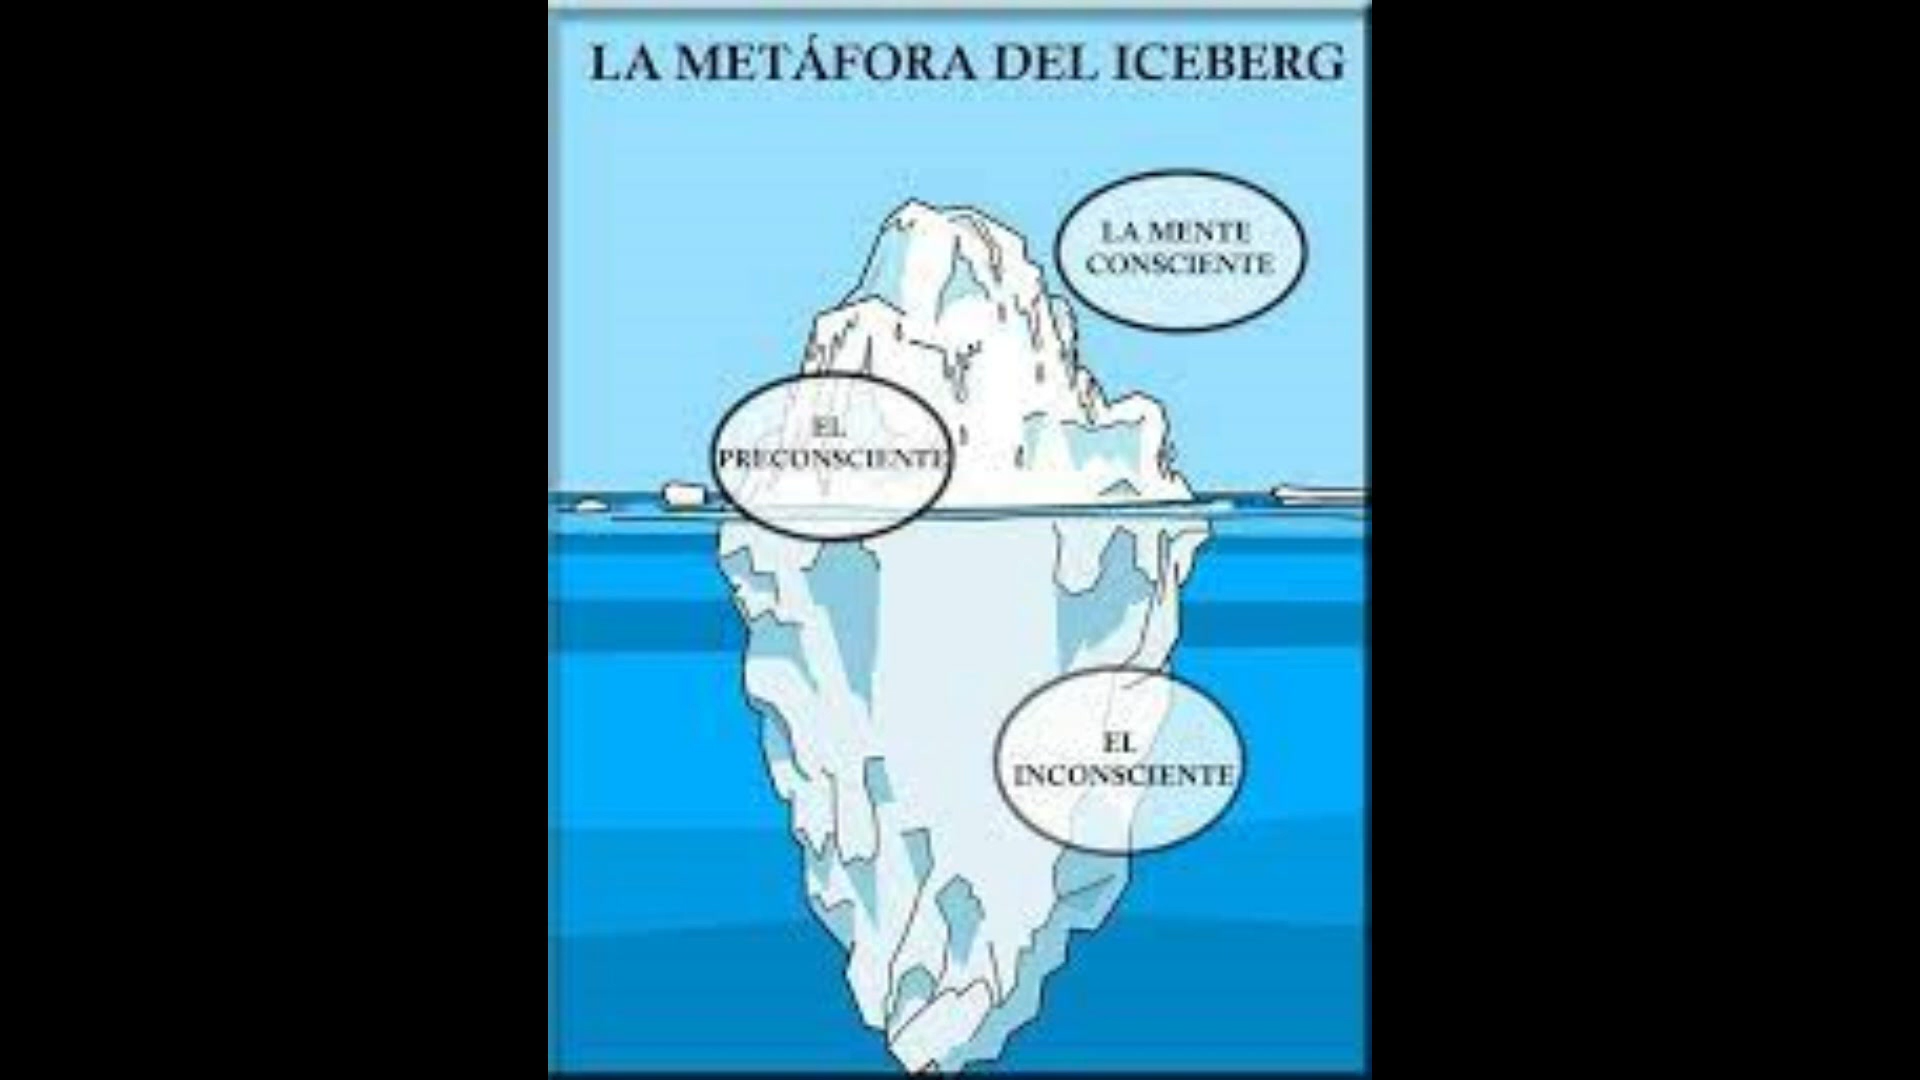 LA METÁFORA DEL ICEBERG
LA MENTE
CONSCIENTE
EL
PRECONSCIENTE
EL
INCONSCIENTE